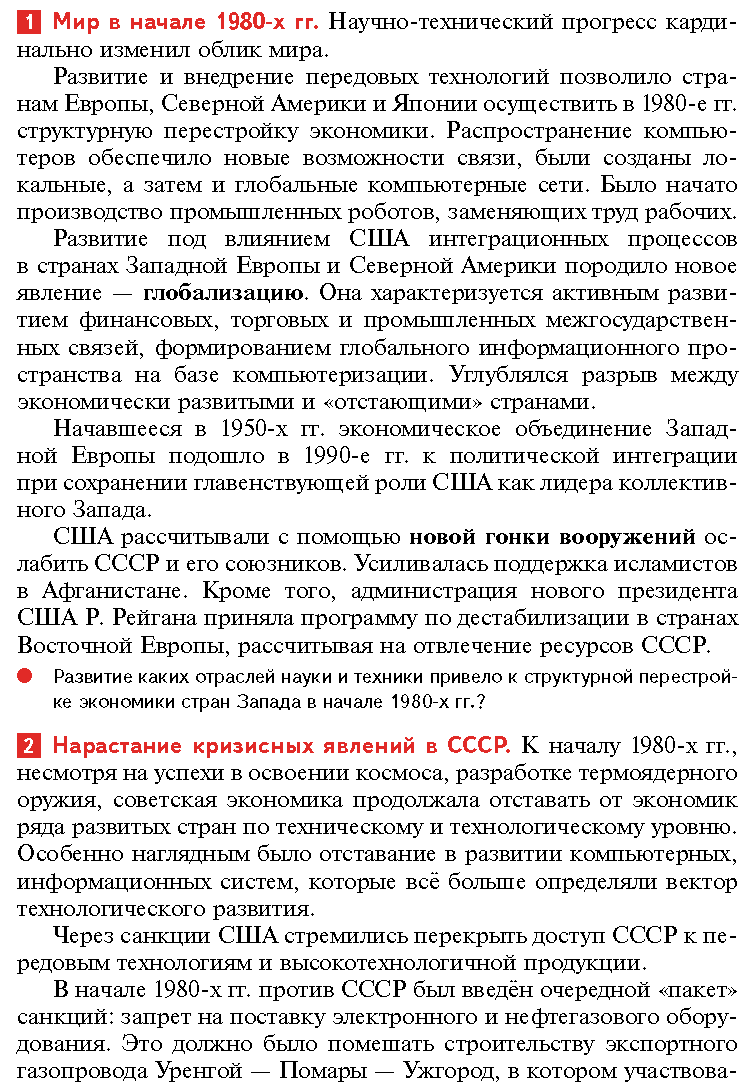 1 Мир в начале 1980-х гг. Научно-технический прогресс карди-
нально изменил облик мира.
Развитие и внедрение передовых технологий позволило стра-
нам Европы, Северной Америки и Японии осуществить в 1980-е гг.
структурную перестройку экономики. Распространение компью-
теров обеспечило новые возможности связи, были созданы ло-
кальные, а затем и глобальные компьютерные сети. Было начато
производство промышленных роботов, заменяющих труд рабочих.
Развитие под влиянием США интеграционных процессов
в странах Западной Европы и Северной Америки породило новое
явление — глобализацию. Она характеризуется активным разви-
тием финансовых, торговых и промышленных межгосударствен-
ных связей, формированием глобального информационного про-
странства на базе компьютеризации. Углублялся разрыв между
экономически развитыми и «отстающими» странами.
Начавшееся в 1950-х гг. экономическое объединение Запад-
ной Европы подошло в 1990-е гг. к политической интеграции
при сохранении главенствующей роли США как лидера коллектив-
ного Запада.
США рассчитывали с помощью новой гонки вооружений ос-
лабить СССР и его союзников. Усиливалась поддержка исламистов
в Афганистане. Кроме того, администрация нового президента
США Р. Рейгана приняла программу по дестабилизации в странах
Восточной Европы, рассчитывая на отвлечение ресурсов СССР.
● Развитие каких отраслей науки и техники привело к структурной перестрой-
ке экономики стран Запада в начале 1980-х гг.?
2 Нарастание кризисных явлений в СССР. К началу 1980-х гг.,
несмотря на успехи в освоении космоса, разработке термоядерного
оружия, советская экономика продолжала отставать от экономик
ряда развитых стран по техническому и технологическому уровню.
Особенно наглядным было отставание в развитии компьютерных,
информационных систем, которые всё больше определяли вектор
технологического развития.
Через санкции США стремились перекрыть доступ СССР к пе-
редовым технологиям и высокотехнологичной продукции.
В начале 1980-х гг. против СССР был введён очередной «пакет»
санкций: запрет на поставку электронного и нефтегазового обору-
дования. Это должно было помешать строительству экспортного
газопровода Уренгой — Помары — Ужгород, в котором участвова-